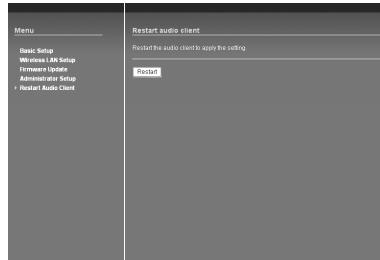 Menu
Basic Setup
Wireless LAN Setup
Firmware Update
Administrator Setup
Restart Audio Client
Restart audio client
Restart the audio client to apply the setting.
Restart